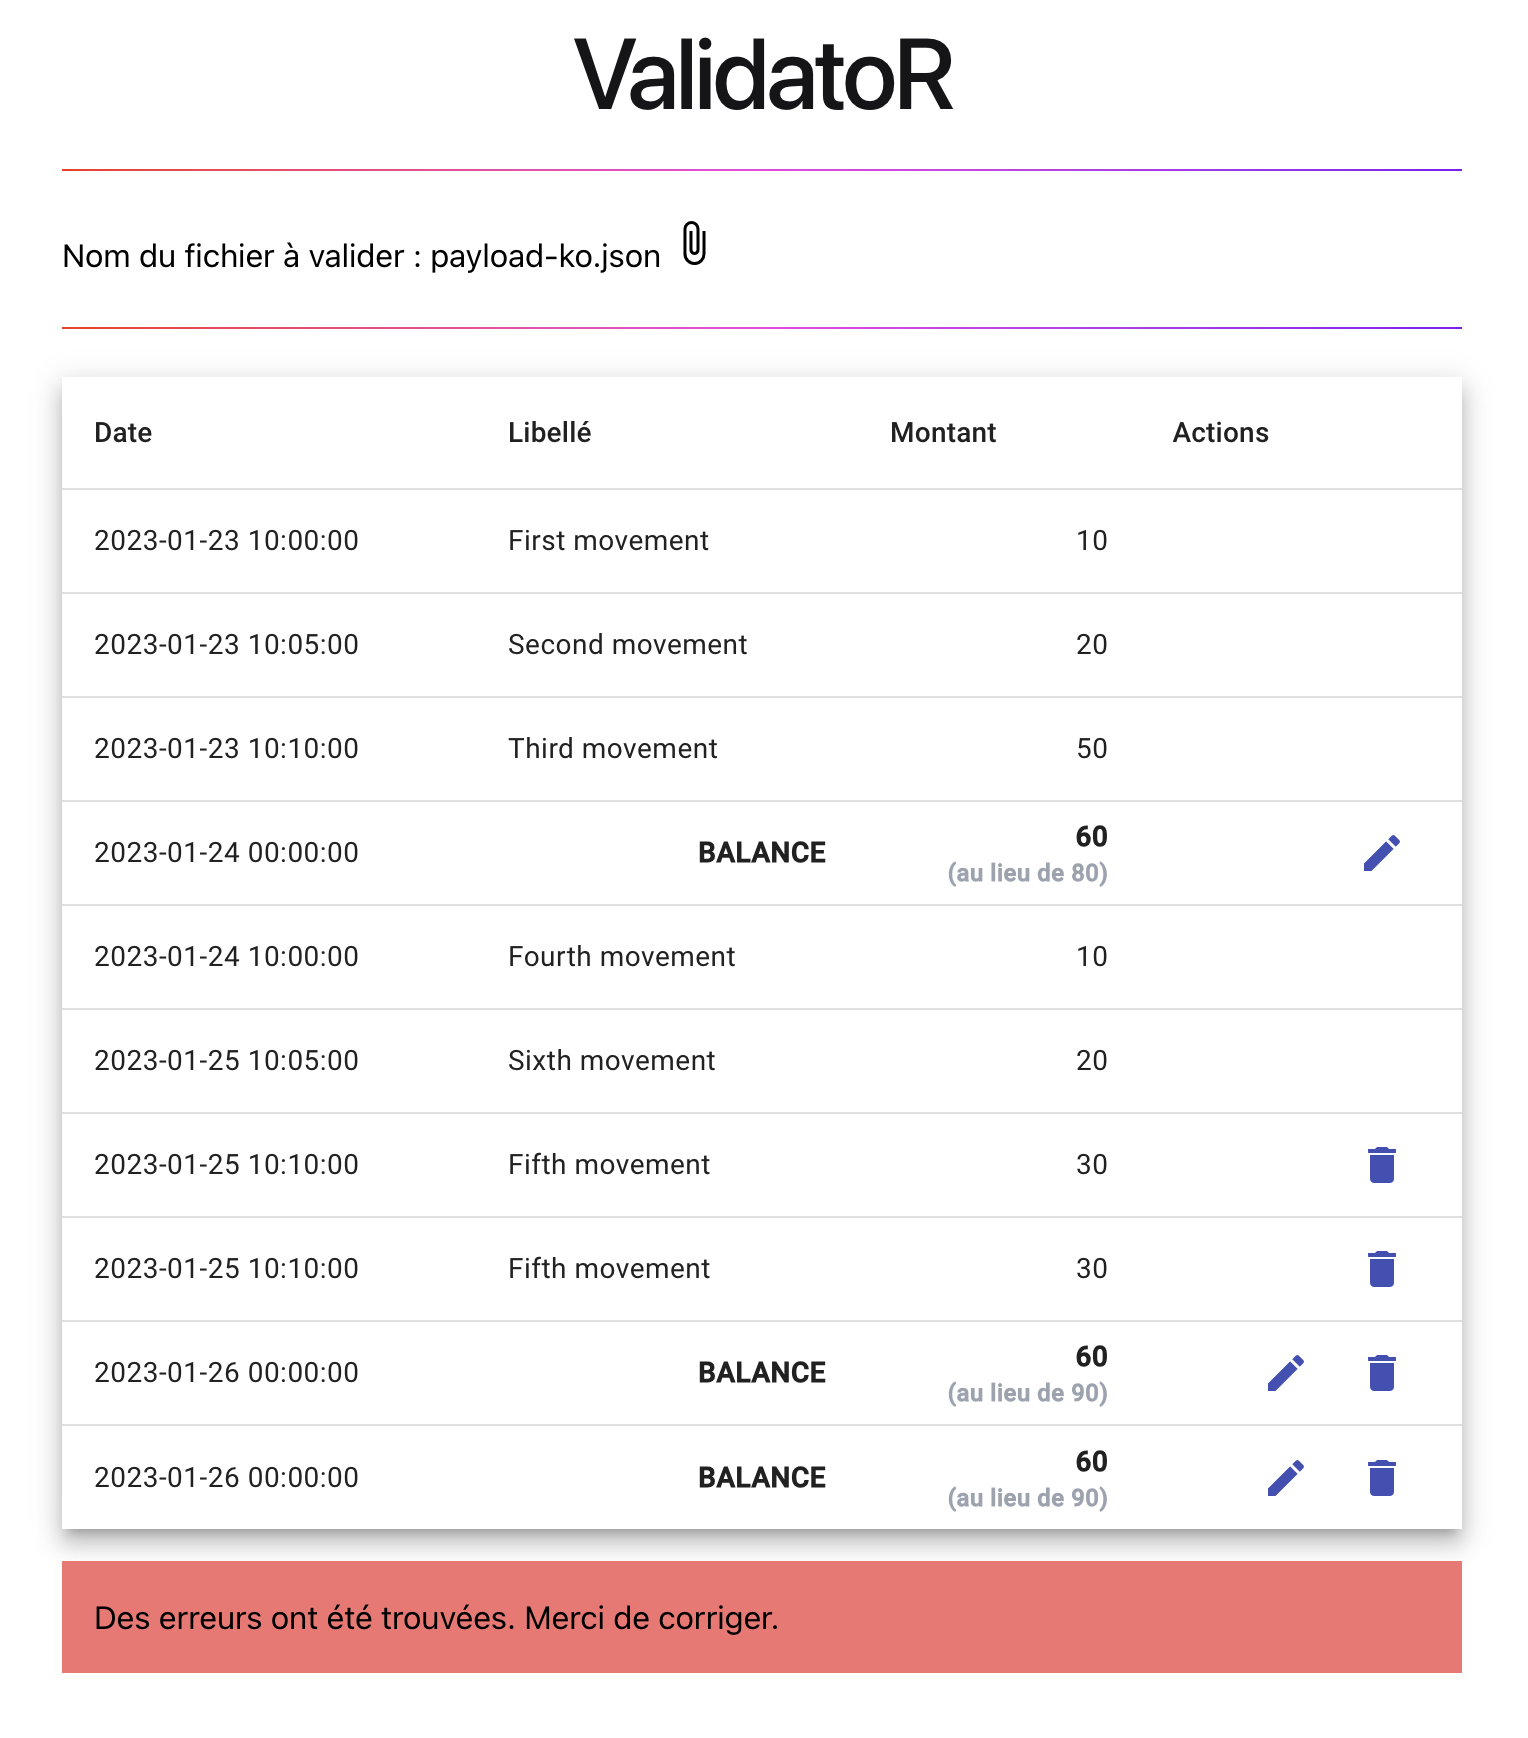 ValidatoR
Nom du fichier à valider : payload-ko.json
Date Libellé Montant Actions
2023-01-23 10:00:00 First movement 10
2023-01-23 10:05:00 Second movement 20
2023-01-23 10:10:00 Third movement 50
2023-01-24 00:00:00 BALANCE 60
(au lieu de 80)
2023-01-24 10:00:00 Fourth movement 10
2023-01-25 10:05:00 Sixth movement 20
2023-01-25 10:10:00 Fifth movement 30
2023-01-25 10:10:00 Fifth movement 30
2023-01-26 00:00:00 BALANCE 60
(au lieu de 90)
2023-01-26 00:00:00 BALANCE 60
(au lieu de 90)
Des erreurs ont été trouvées. Merci de corriger.